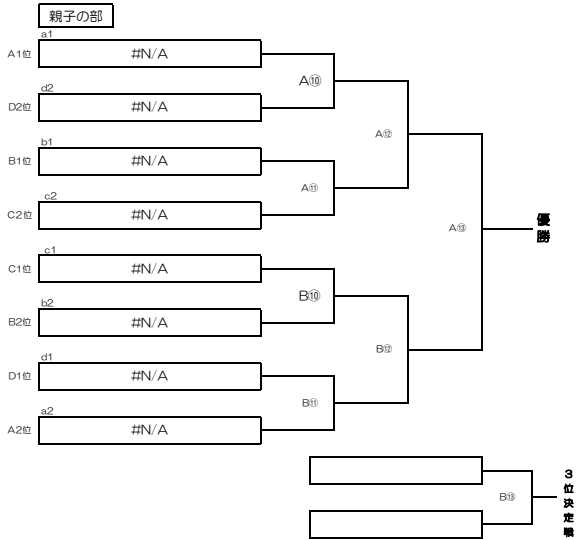 親子の部
a1
A1位 #N/A
A⑩
d2
D2位 #N/A
A⑫
b1
B1位 #N/A
A⑪
c2
C2位 #N/A
A⑬
優勝
c1
C1位 #N/A
B⑩
b2
B2位 #N/A
B⑫
d1
D1位 #N/A
B⑪
a2
A2位 #N/A
B⑬
3位決定戦